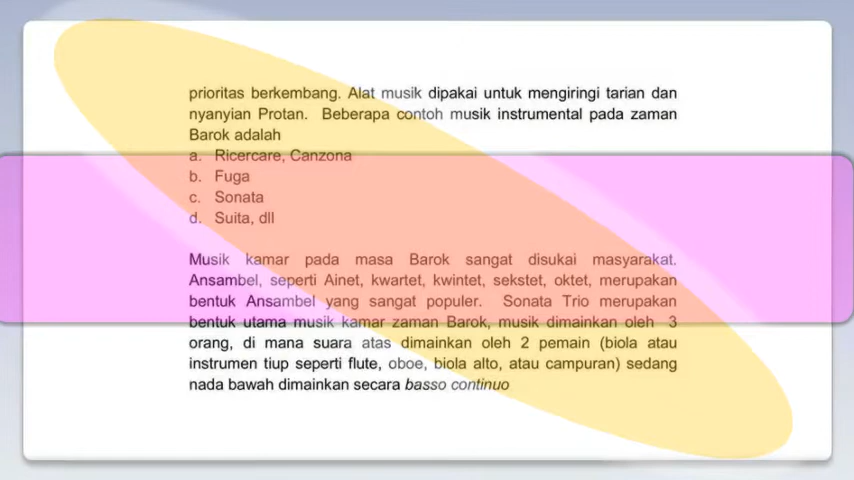 prioritas berkembang. Alat musik dipakai untuk mengiringi tarian dan
nyanyian Protan. Beberapa contoh musik instrumental pada zaman
Barok adalah
a. Ricercare, Canzona
b. Fuga
c. Sonata
d. Suita, dll
Musik kamar pada masa Barok sangat disukai masyarakat.
Ansambel, seperti Ainet, kwartet, kwintet, sekstet, oktet, merupakan
bentuk Ansambel yang sangat populer. Sonata Trio merupakan
bentuk utama musik kamar zaman Barok, musik dimainkan oleh 3
orang, di mana suara atas dimainkan oleh 2 pemain (biola atau
instrumen tiup seperti flute, oboe, biola alto, atau campuran) sedang
nada bawah dimainkan secara basso continuo